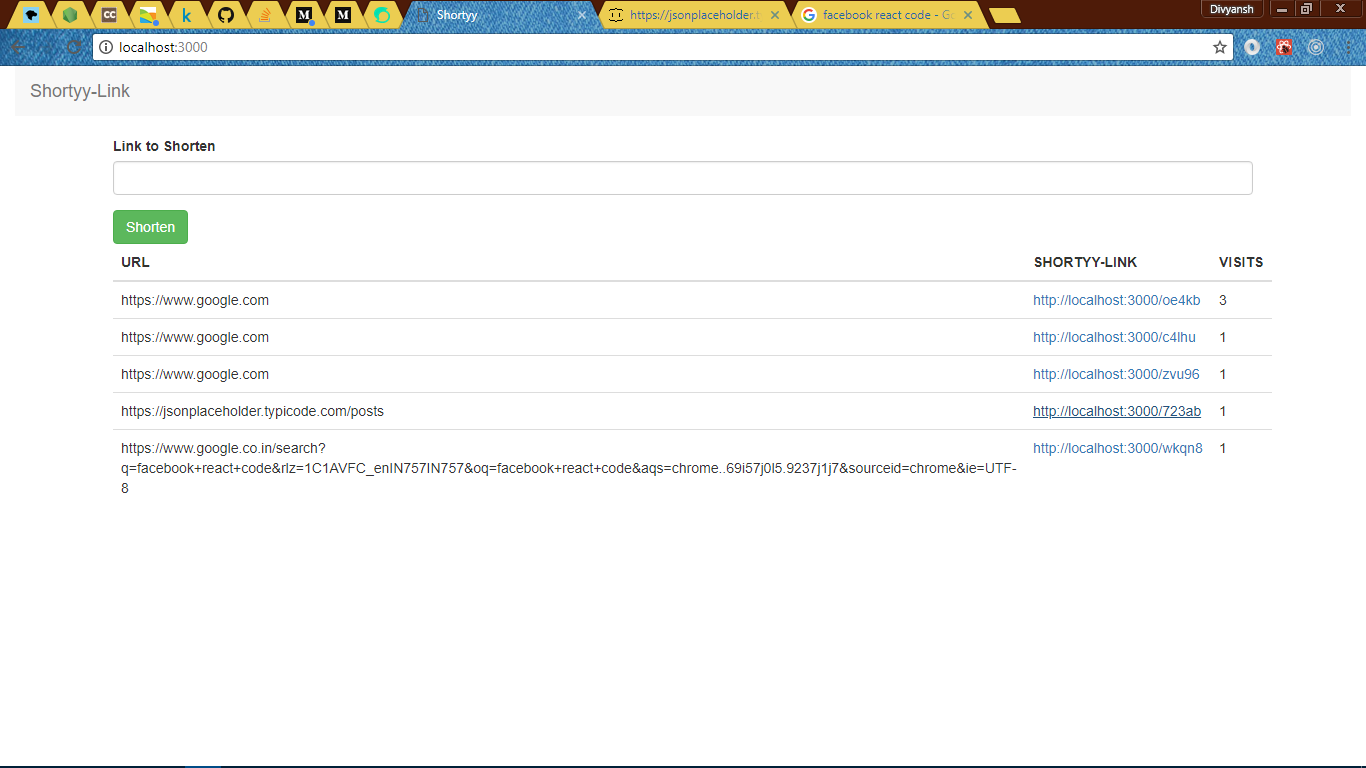 Shortyy
https://jsonplaceholder.ty
facebook react code - Go
Divyansh
localhost:3000
Shortyy-Link
Link to Shorten
Shorten
URL SHORTYY-LINK VISITS
https://www.google.com http://localhost:3000/oe4kb 3
https://www.google.com http://localhost:3000/c4lhu 1
https://www.google.com http://localhost:3000/zvu96 1
https://jsonplaceholder.typicode.com/posts http://localhost:3000/723ab 1
https://www.google.co.in/search? http://localhost:3000/wkqn8 1
q=facebook+react+code&rlz=1C1AVFC_enIN757IN757&oq=facebook+react+code&aqs=chrome..69i57j0l5.9237j1j7&sourceid=chrome&ie=UTF-
8